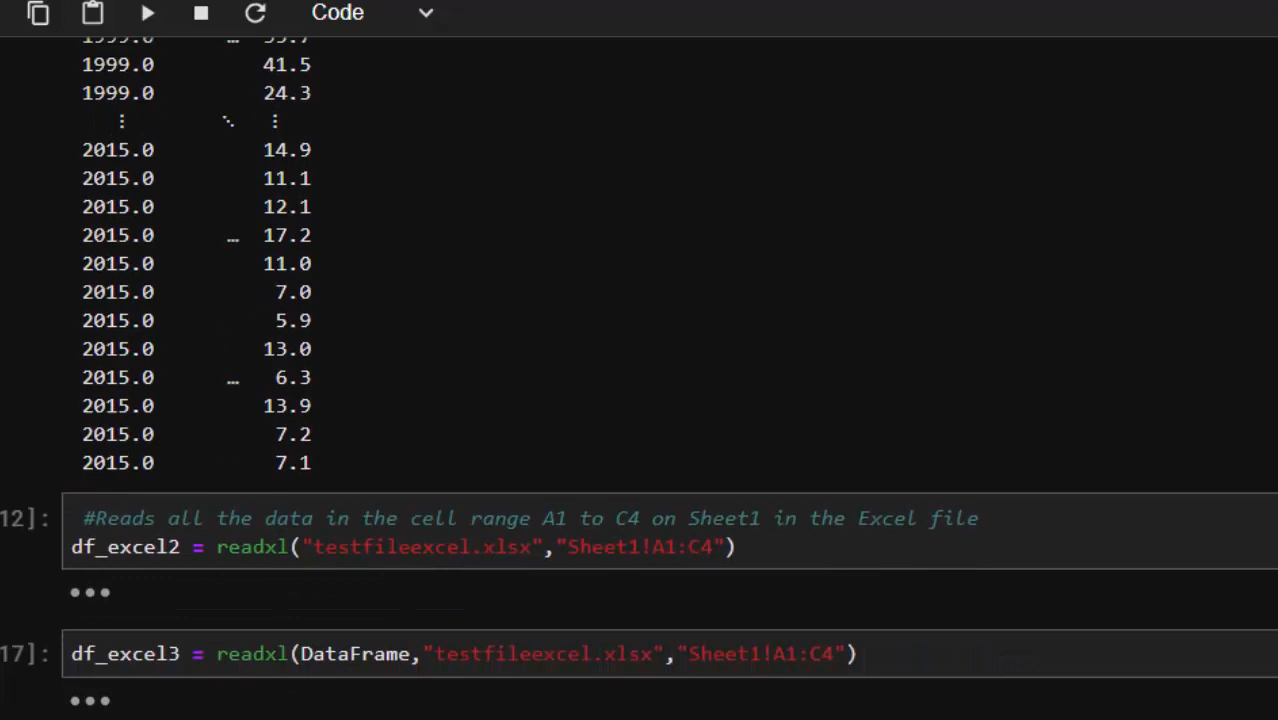 Code
1999.0 … 33.7
1999.0 41.5
1999.0 24.3
⋮ ⋱ ⋮
2015.0 14.9
2015.0 11.1
2015.0 12.1
2015.0 … 17.2
2015.0 11.0
2015.0 7.0
2015.0 5.9
2015.0 13.0
2015.0 … 6.3
2015.0 13.9
2015.0 7.2
2015.0 7.1
12]: #Reads all the data in the cell range A1 to C4 on Sheet1 in the Excel file
df_excel2 = readxl("testfileexcel.xlsx","Sheet1!A1:C4")
•••
17]: df_excel3 = readxl(DataFrame,"testfileexcel.xlsx","Sheet1!A1:C4")
•••